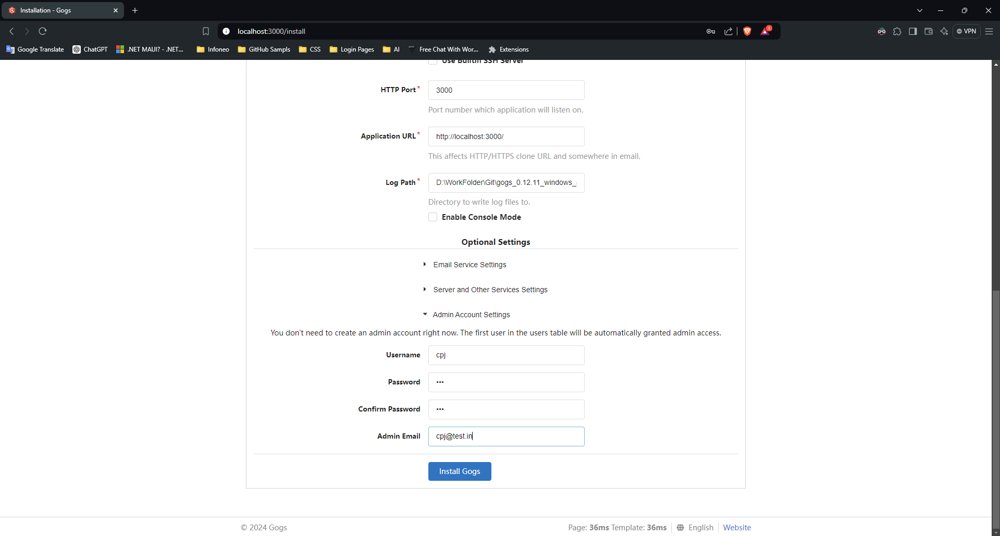 Installation - Gogs
localhost:3000/install
1
VPN
Google Translate
ChatGPT
.NET MAUI? - .NET...
Infoneo
GitHub Sampls
CSS
Login Pages
AI
Free Chat With Wor...
Extensions
Use Builtin SSH Server
HTTP Port*
3000
Port number which application will listen on.
Application URL*
http://localhost:3000/
This affects HTTP/HTTPS clone URL and somewhere in email.
Log Path*
D:\WorkFolder\Git\gogs_0.12.11_windows_
Directory to write log files to.
Enable Console Mode
Optional Settings
Email Service Settings
Server and Other Services Settings
Admin Account Settings
You don't need to create an admin account right now. The first user in the users table will be automatically granted admin access.
Username
cpj
Password
•••
Confirm Password
•••
Admin Email
cpj@test.in
Install Gogs
© 2024 Gogs
Page: 36ms Template: 36ms
English
Website